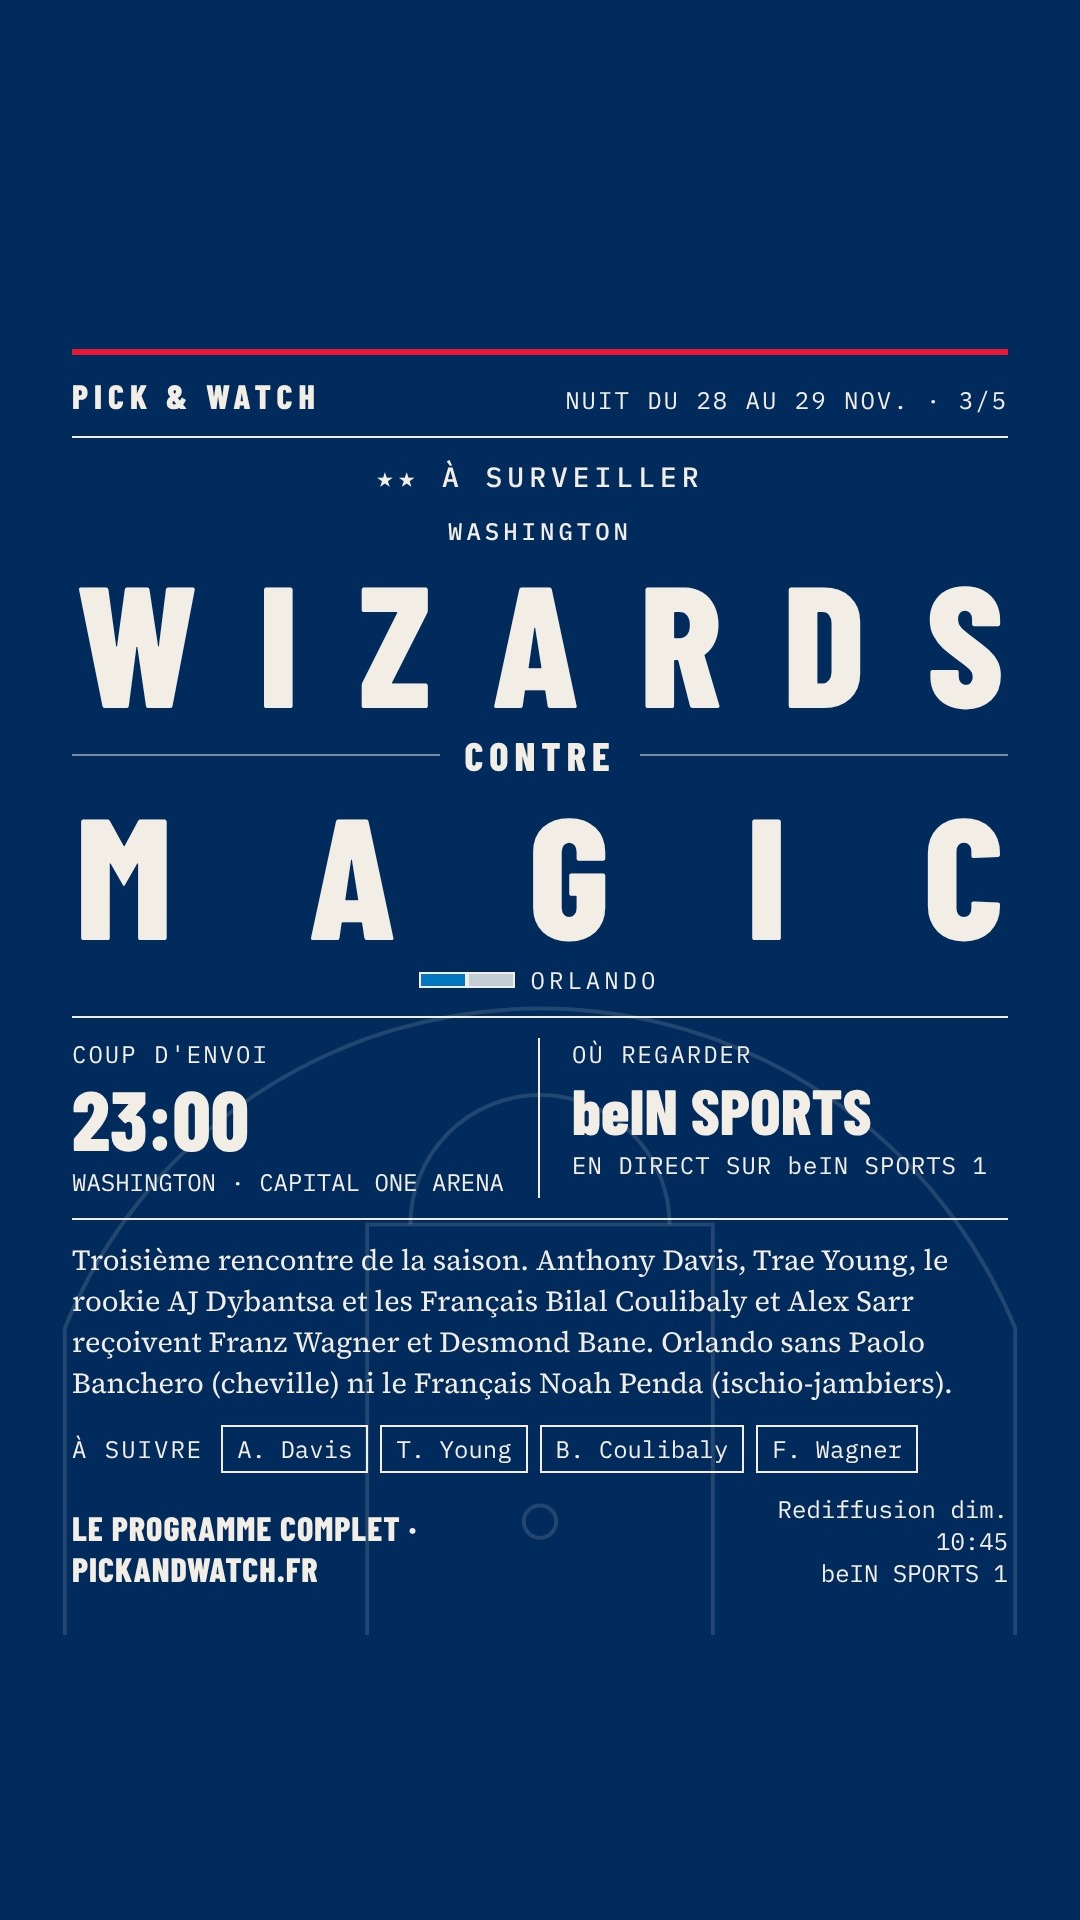 PICK & WATCH
NUIT DU 28 AU 29 NOV. · 3/5
★★ À SURVEILLER
WASHINGTON
WIZARDS
CONTRE
MAGIC
ORLANDO
COUP D'ENVOI
23:00
WASHINGTON · CAPITAL ONE ARENA
OÙ REGARDER
beIN SPORTS
EN DIRECT SUR beIN SPORTS 1
Troisième rencontre de la saison. Anthony Davis, Trae Young, le
rookie AJ Dybantsa et les Français Bilal Coulibaly et Alex Sarr
reçoivent Franz Wagner et Desmond Bane. Orlando sans Paolo
Banchero (cheville) ni le Français Noah Penda (ischio-jambiers).
À SUIVRE A. Davis T. Young B. Coulibaly F. Wagner
LE PROGRAMME COMPLET ·
PICKANDWATCH.FR
Rediffusion dim.
10:45
beIN SPORTS 1